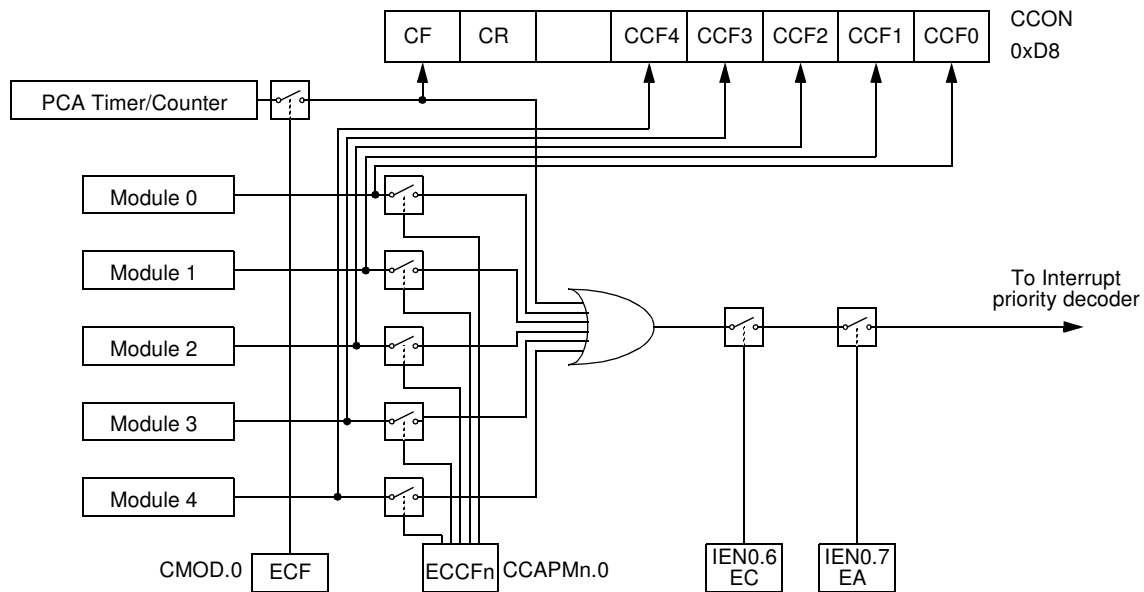 CF CR CCF4 CCF3 CCF2 CCF1 CCF0
CCON
0xD8
PCA Timer/Counter
Module 0
Module 1
Module 2
Module 3
Module 4
To Interrupt
priority decoder
CMOD.0 ECF
ECCFn CCAPMn.0
IEN0.6
EC
IEN0.7
EA